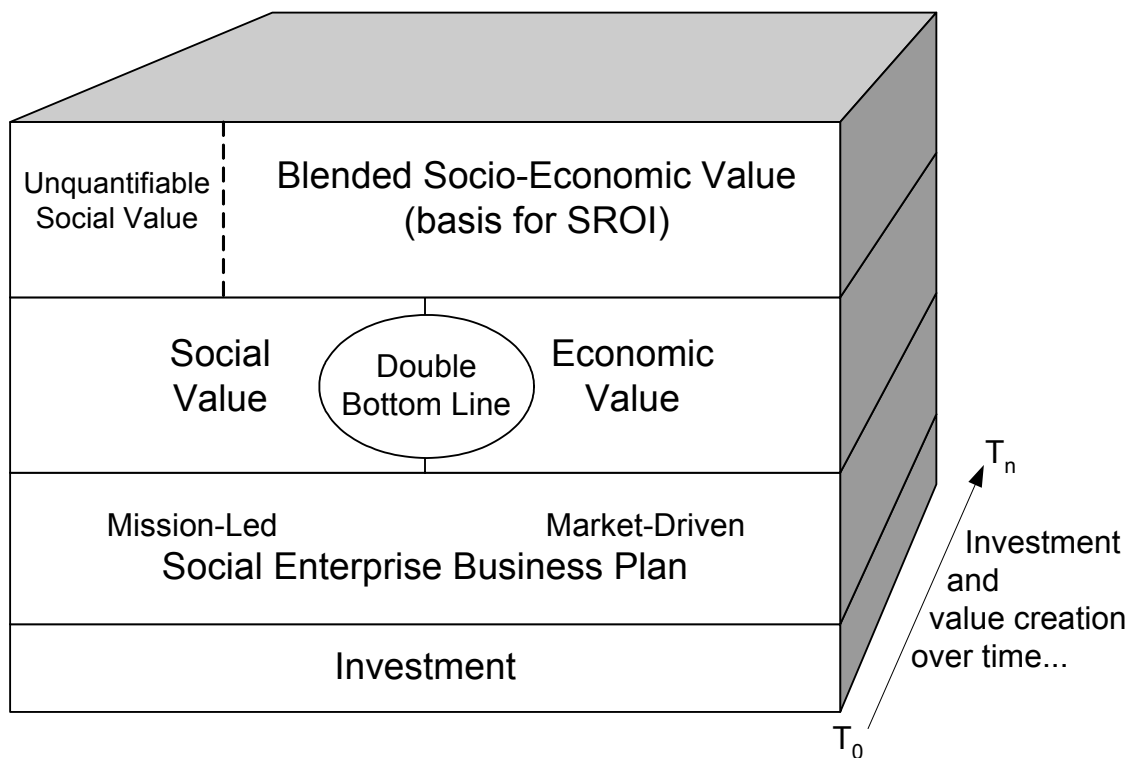 Unquantifiable
Social Value
Blended Socio-Economic Value
(basis for SROI)
Social
Value
Double
Bottom Line
Economic
Value
Mission-Led
Market-Driven
Social Enterprise Business Plan
Investment
Tn
Investment
and
value creation
over time...
T0